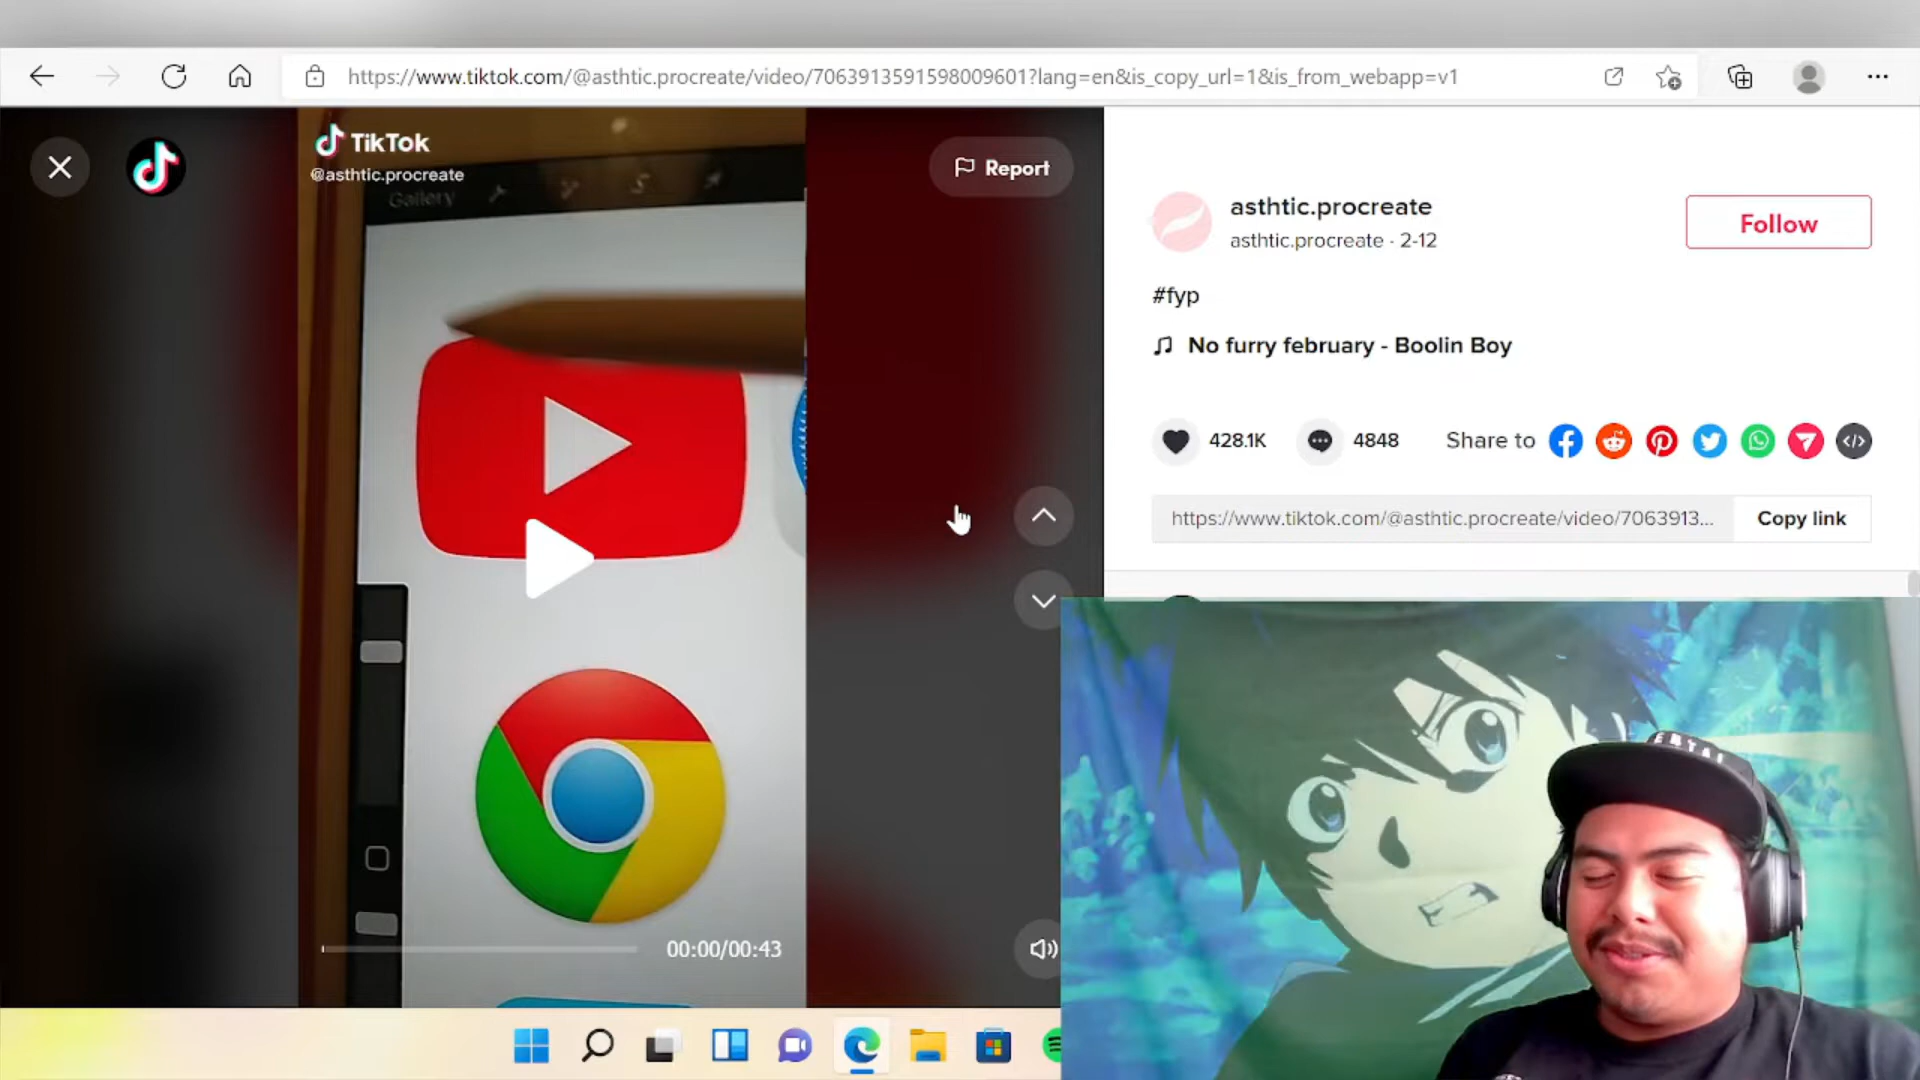 https://www.tiktok.com/@asthtic.procreate/video/7063913591598009601?lang=en&is_copy_url=1&is_from_webapp=v1
TikTok
@asthtic.procreate
Gallery
Report
asthtic.procreate
asthtic.procreate · 2-12
Follow
#fyp
No furry february - Boolin Boy
428.1K
4848
Share to
https://www.tiktok.com/@asthtic.procreate/video/7063913...
Copy link
00:00/00:43